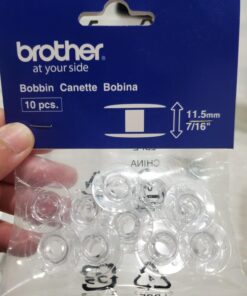 brother
at your side
Bobbin Canette Bobina
10 pcs.
11.5mm
7/16"
CHINA